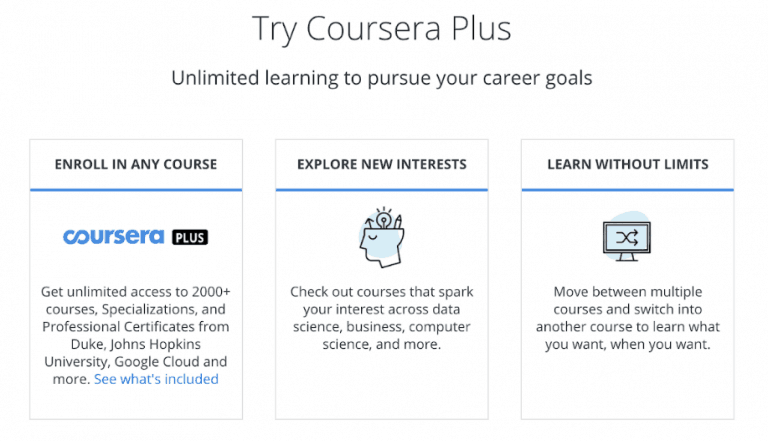 Try Coursera Plus
Unlimited learning to pursue your career goals
ENROLL IN ANY COURSE
coursera PLUS
Get unlimited access to 2000+
courses, Specializations, and
Professional Certificates from
Duke, Johns Hopkins
University, Google Cloud and
more. See what's included
EXPLORE NEW INTERESTS
Check out courses that spark
your interest across data
science, business, computer
science, and more.
LEARN WITHOUT LIMITS
Move between multiple
courses and switch into
another course to learn what
you want, when you want.